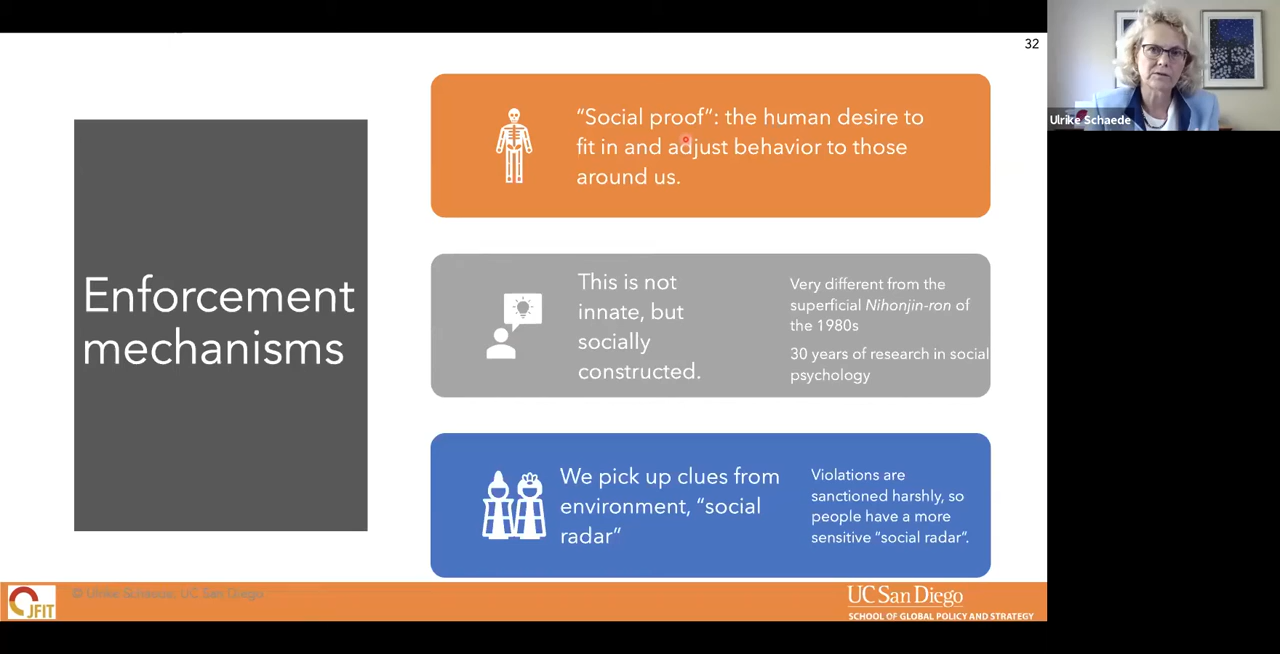 32
Ulrike Schaede
Enforcement
mechanisms
“Social proof”: the human desire to
fit in and adjust behavior to those
around us.
This is not
innate, but
socially
constructed.
Very different from the
superficial Nihonjin-ron of
the 1980s
30 years of research in social
psychology
We pick up clues from
environment, “social
radar”
Violations are
sanctioned harshly, so
people have a more
sensitive “social radar”.
© Ulrike Schaede, UC San Diego
JFIT
UC San Diego
SCHOOL OF GLOBAL POLICY AND STRATEGY